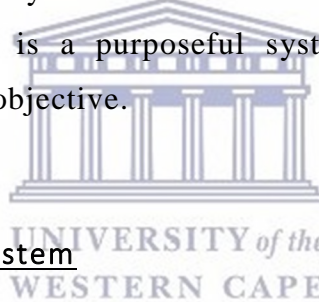 is a purposeful syst
objective.
stem
UNIVERSITY of the
WESTERN CAPE